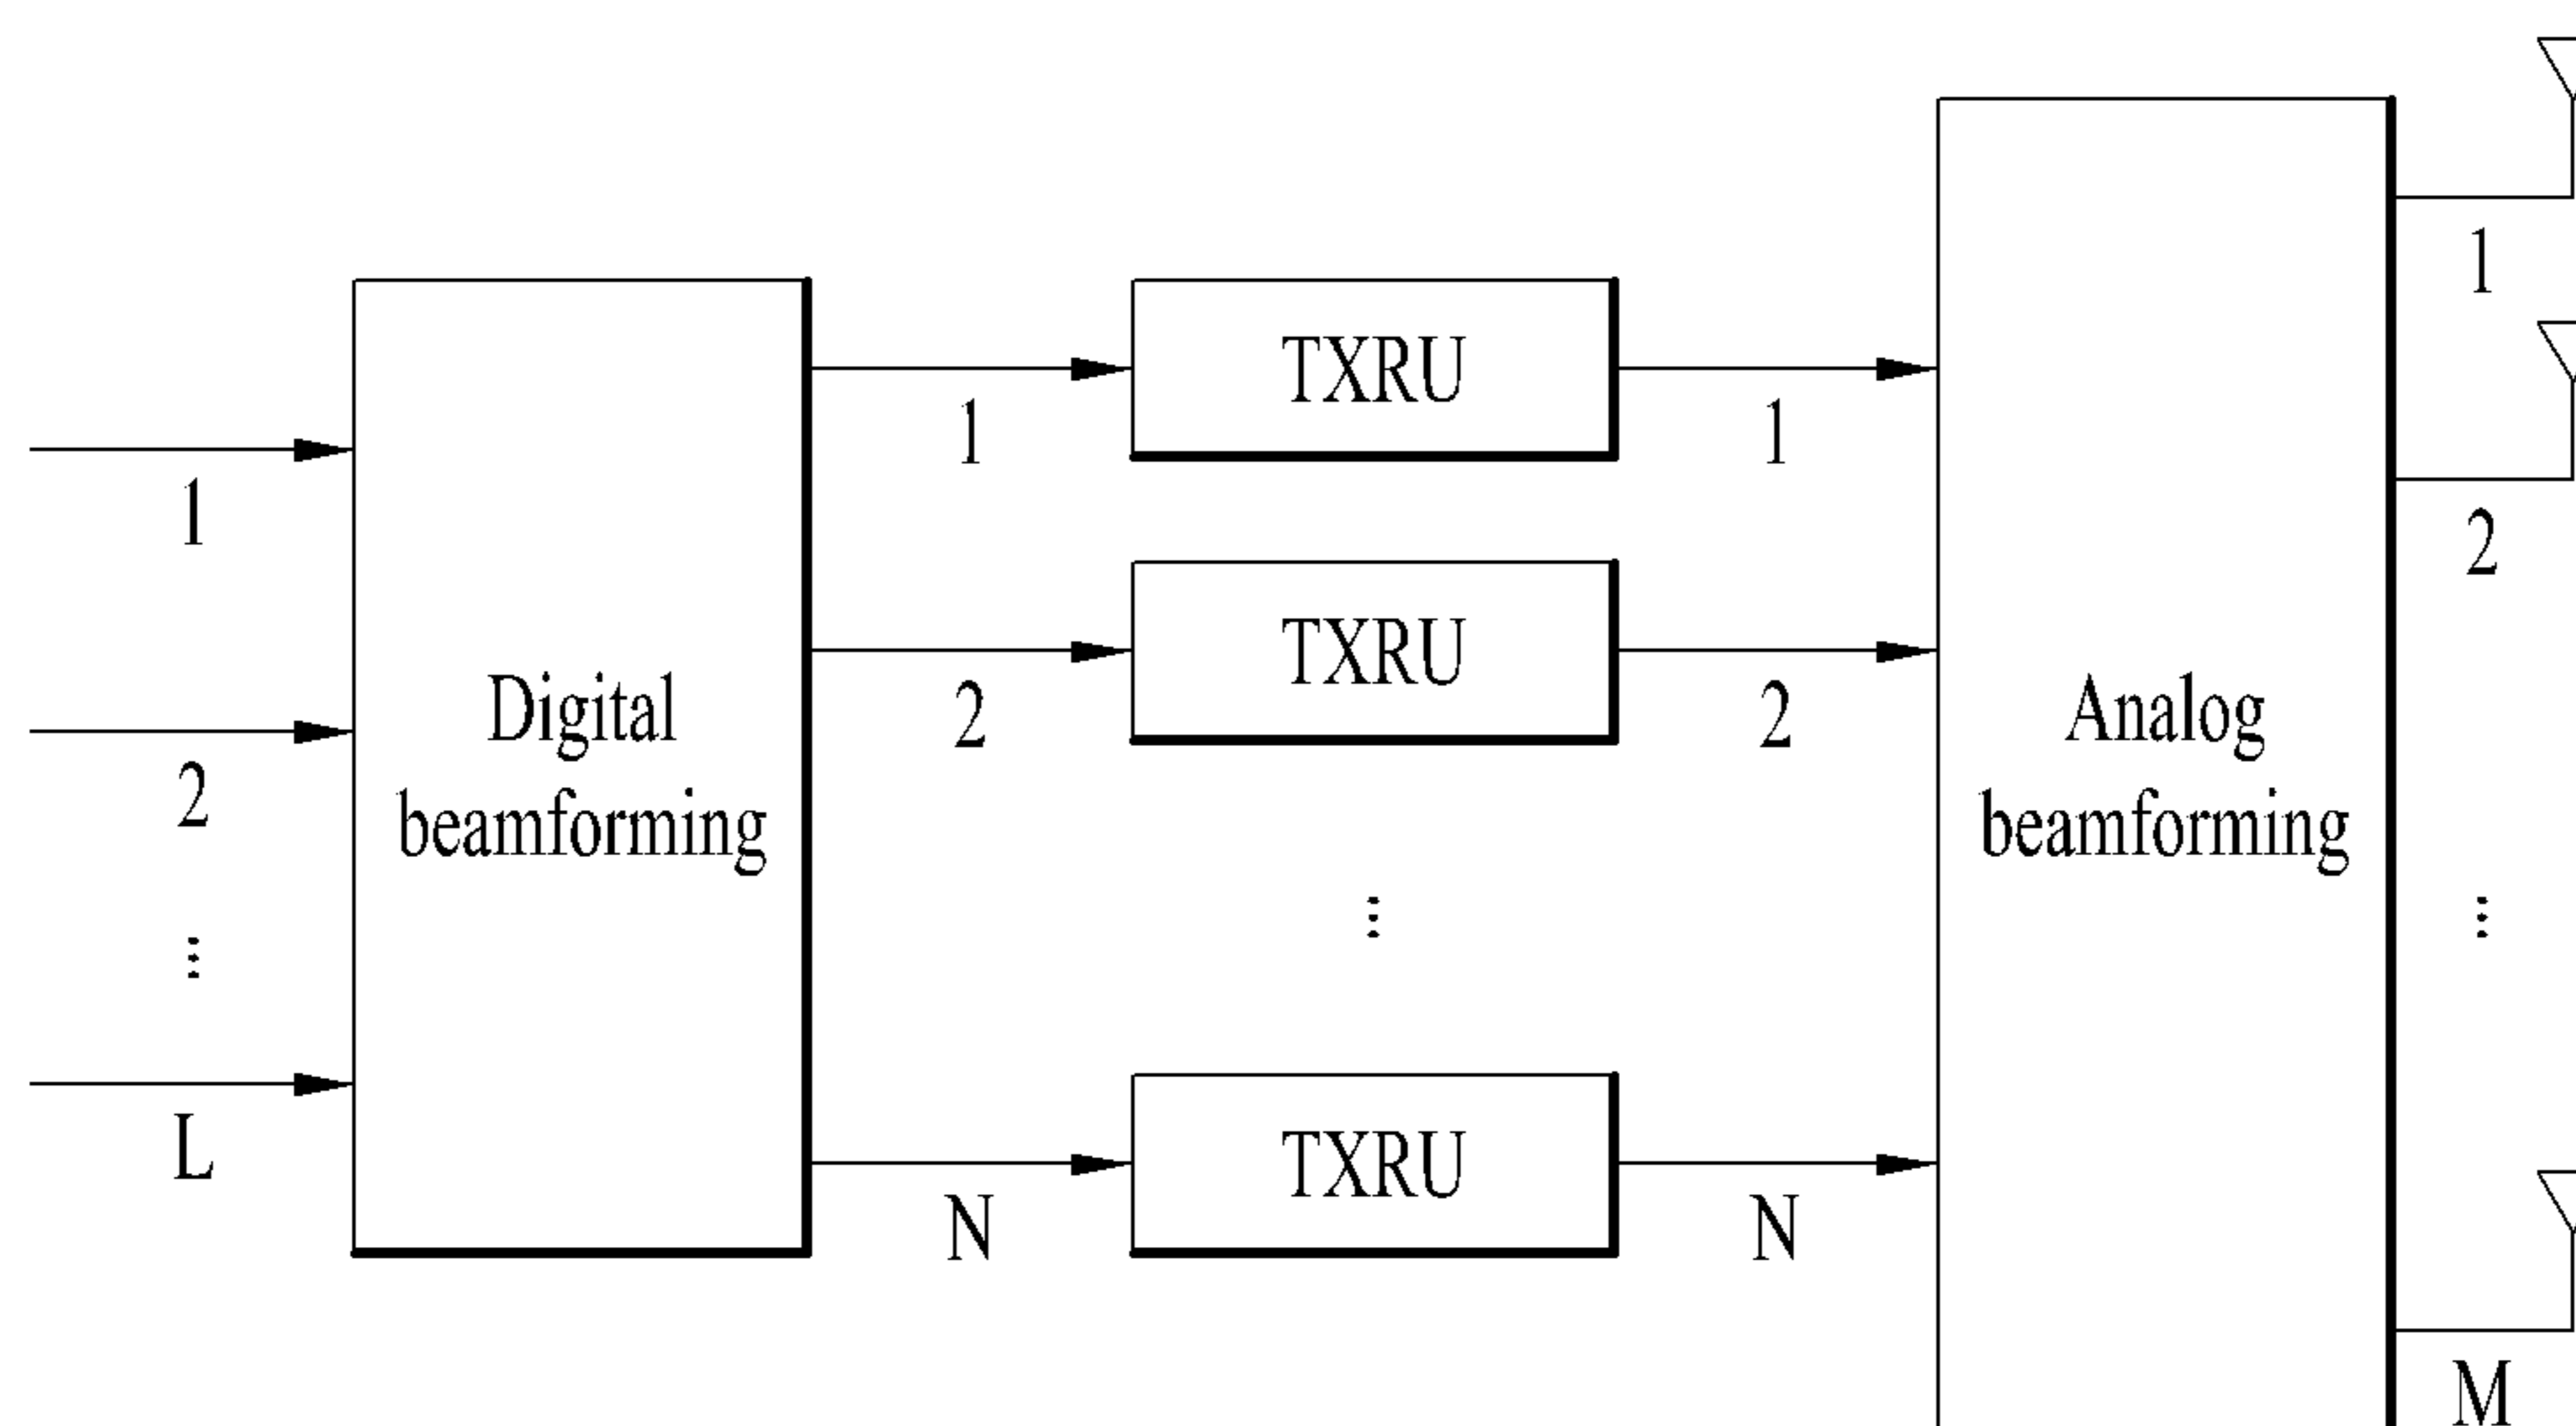 1
2
⋮
L
Digital
beamforming
1
2
N
TXRU
TXRU
⋮
TXRU
1
2
N
Analog
beamforming
1
2
⋮
M